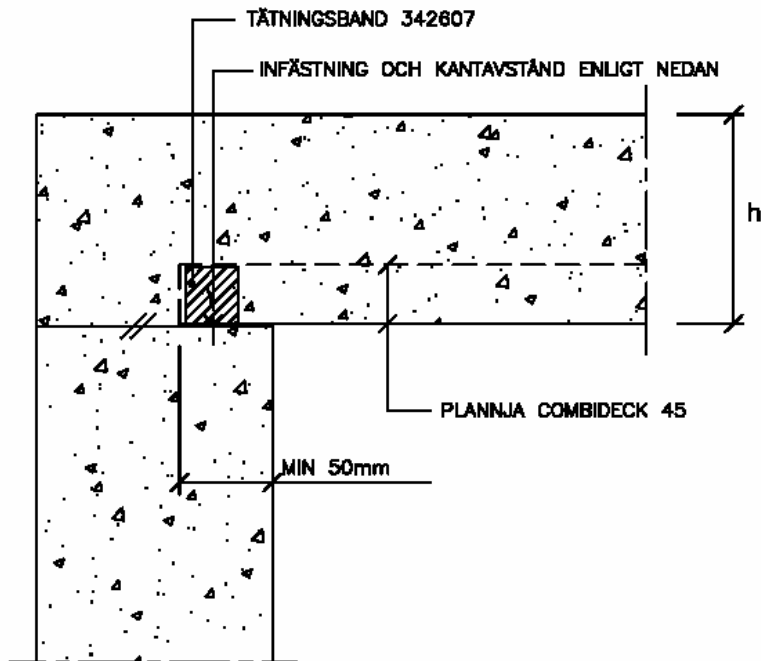 TÄTNINGSBAND 342607
INFÄSTNING OCH KANTAVSTÅND ENLIGT NEDAN
h
PLANNJA COMBIDECK 45
MIN 50mm